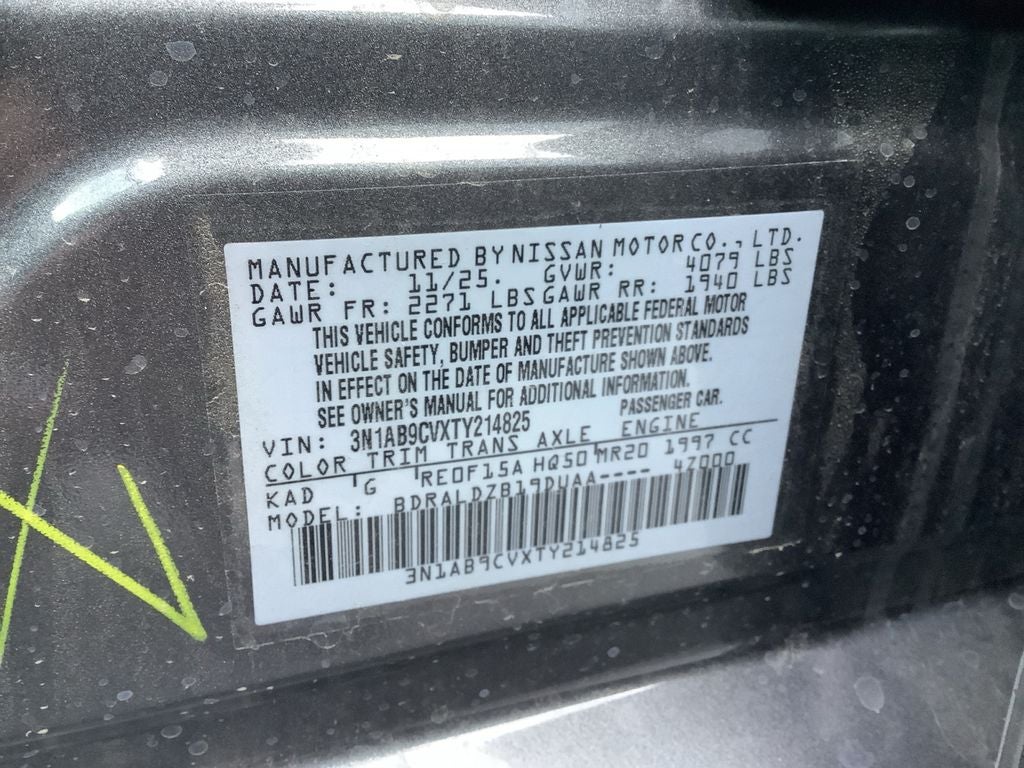 MANUFACTURED BY NISSAN MOTOR CO., LTD.
DATE: 11/25. GVWR: 4079 LBS
GAWR FR: 2271 LBS GAWR RR: 1940 LBS
THIS VEHICLE CONFORMS TO ALL APPLICABLE FEDERAL MOTOR
VEHICLE SAFETY, BUMPER AND THEFT PREVENTION STANDARDS
IN EFFECT ON THE DATE OF MANUFACTURE SHOWN ABOVE.
SEE OWNER'S MANUAL FOR ADDITIONAL INFORMATION.
VIN: 3N1AB9CVXTY214825 PASSENGER CAR.
COLOR TRIM TRANS AXLE ENGINE
KAD G RE0F15A HQ50 MR20 1997 CC
MODEL: BDRALDZB19DUAA---- 4Z000
3N1AB9CVXTY214825